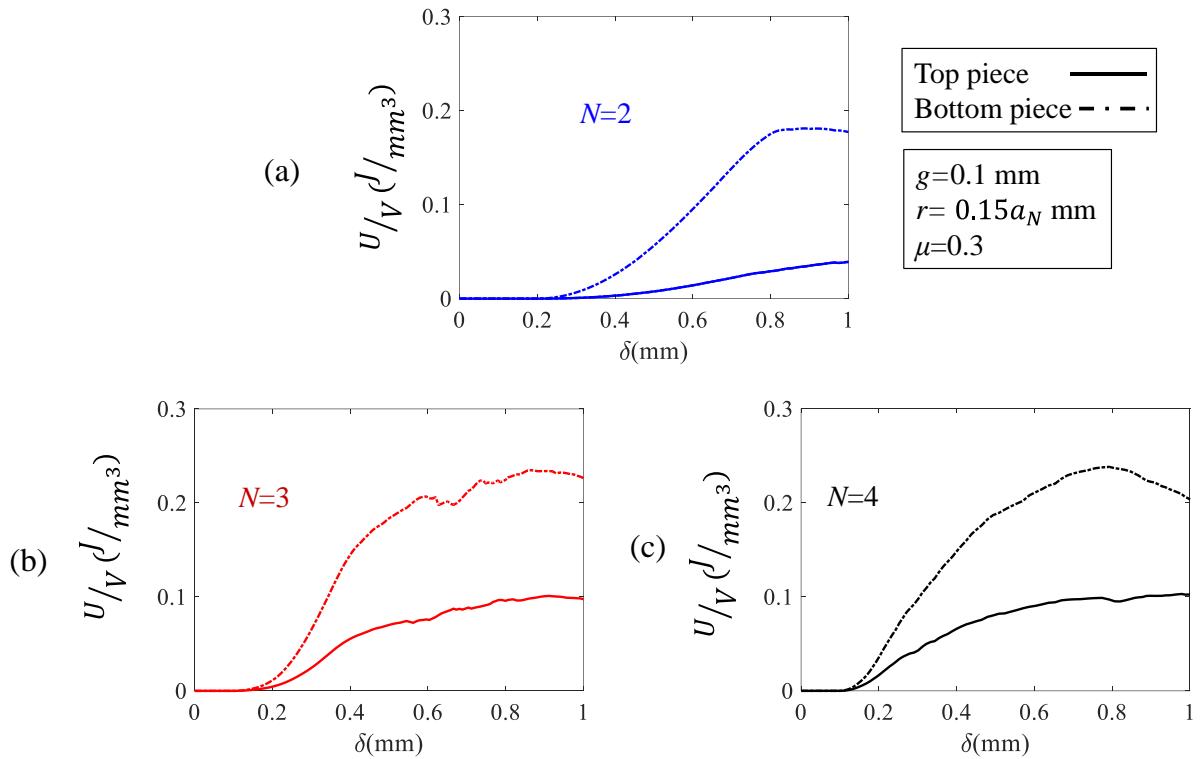 (a)
U/V (J/mm³)
0.3
0.2
0.1
0
N=2
0 0.2 0.4 0.6 0.8 1
δ(mm)
Top piece
Bottom piece
g=0.1 mm
r= 0.15a_N mm
μ=0.3
(b)
U/V (J/mm³)
0.3
0.2
0.1
0
N=3
0 0.2 0.4 0.6 0.8 1
δ(mm)
(c)
U/V (J/mm³)
0.3
0.2
0.1
0
N=4
0 0.2 0.4 0.6 0.8 1
δ(mm)